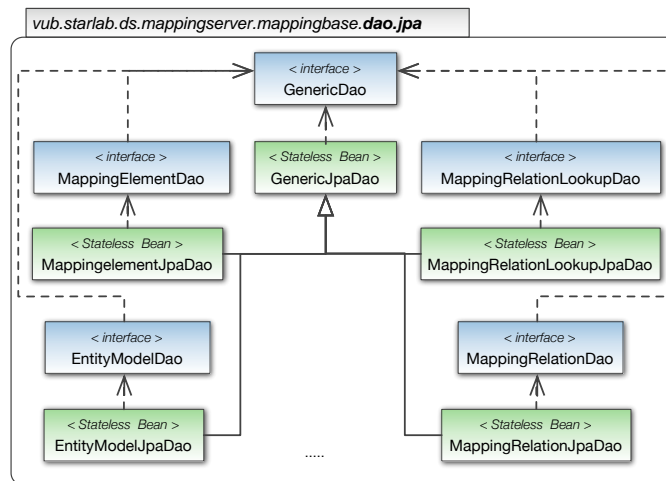 vub.starlab.ds.mappingserver.mappingbase.dao.jpa
< interface >
GenericDao
< interface >
MappingElementDao
< Stateless Bean >
GenericJpaDao
< interface >
MappingRelationLookupDao
< Stateless Bean >
MappingelementJpaDao
< Stateless Bean >
MappingRelationLookupJpaDao
< interface >
EntityModelDao
< interface >
MappingRelationDao
< Stateless Bean >
EntityModelJpaDao
.....
< Stateless Bean >
MappingRelationJpaDao